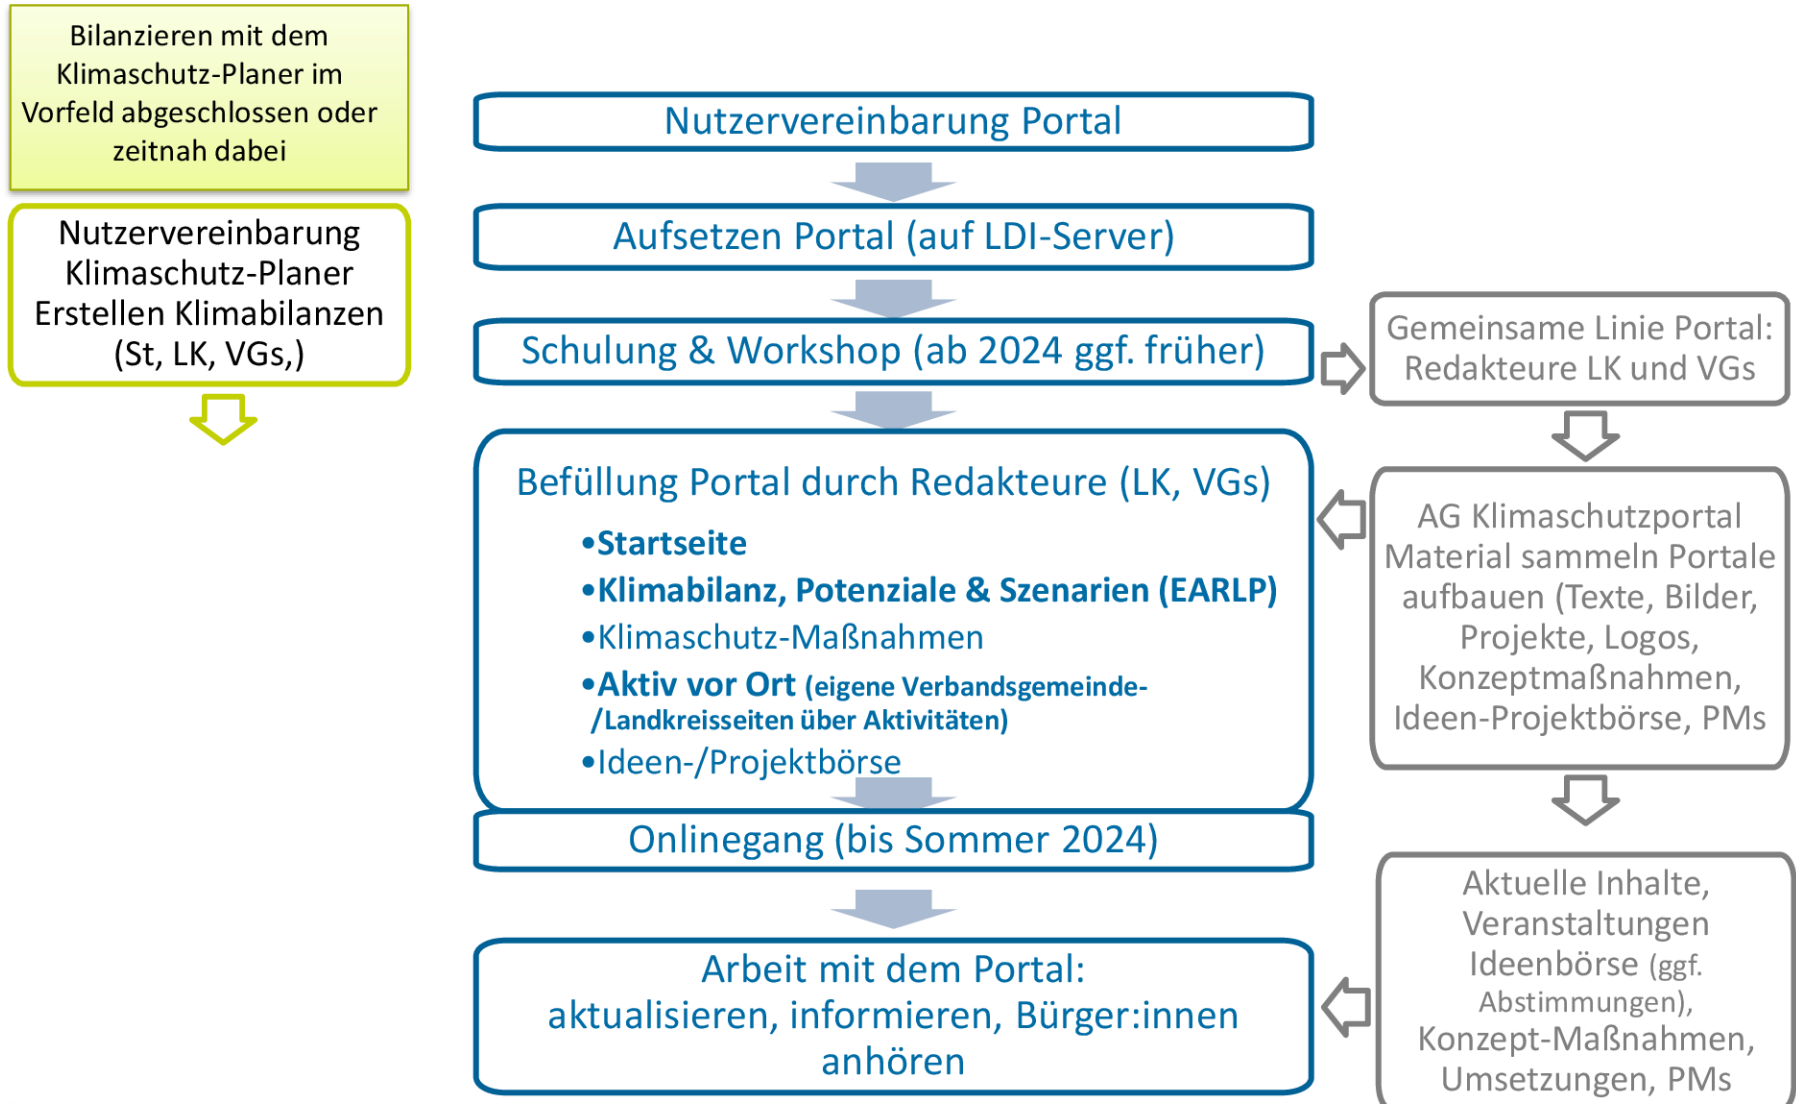 Bilanzieren mit dem
Klimaschutz-Planer im
Vorfeld abgeschlossen oder
zeitnah dabei
Nutzervereinbarung
Klimaschutz-Planer
Erstellen Klimabilanzen
(St, LK, VGs,)
Nutzervereinbarung Portal
Aufsetzen Portal (auf LDI-Server)
Schulung & Workshop (ab 2024 ggf. früher)
Gemeinsame Linie Portal:
Redakteure LK und VGs
Befüllung Portal durch Redakteure (LK, VGs)
•Startseite
•Klimabilanz, Potenziale & Szenarien (EARLP)
•Klimaschutz-Maßnahmen
•Aktiv vor Ort (eigene Verbandsgemeinde-
/Landkreisseiten über Aktivitäten)
•Ideen-/Projektbörse
AG Klimaschutzportal
Material sammeln Portale
aufbauen (Texte, Bilder,
Projekte, Logos,
Konzeptmaßnahmen,
Ideen-Projektbörse, PMs
Onlinegang (bis Sommer 2024)
Arbeit mit dem Portal:
aktualisieren, informieren, Bürger:innen
anhören
Aktuelle Inhalte,
Veranstaltungen
Ideenbörse (ggf.
Abstimmungen),
Konzept-Maßnahmen,
Umsetzungen, PMs